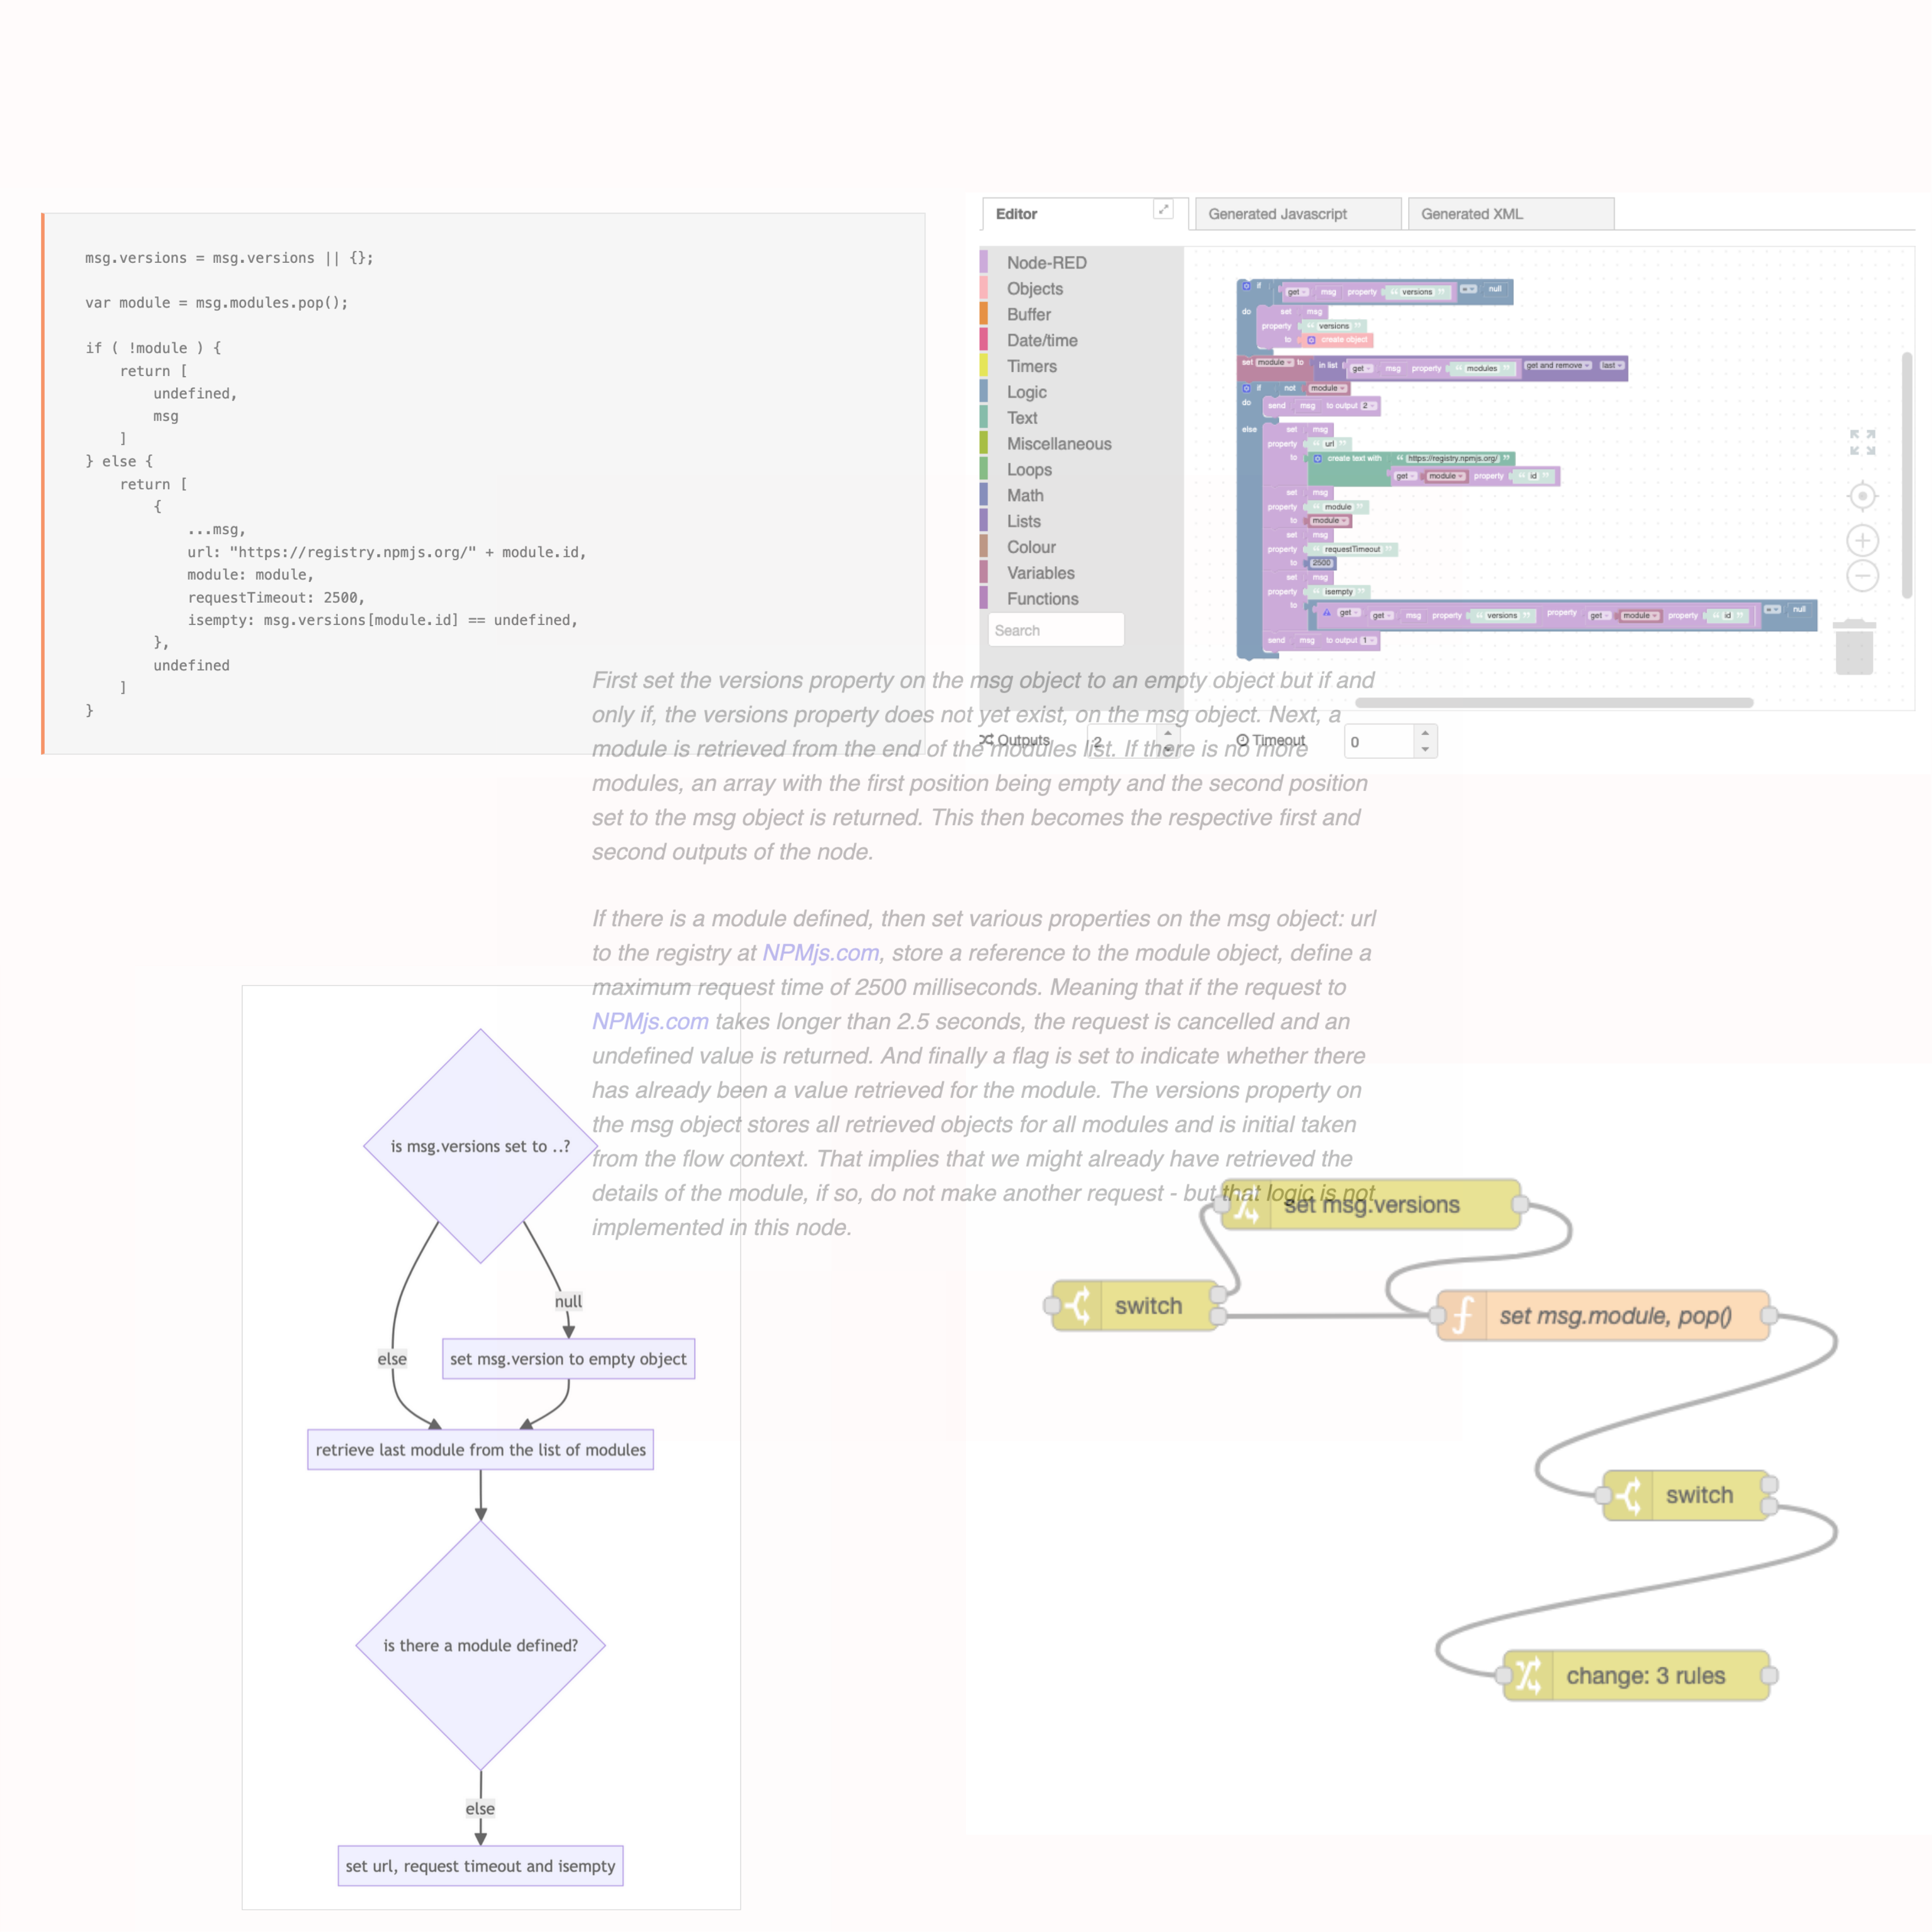 msg.versions = msg.versions || {};
var module = msg.modules.pop();
if ( !module ) {
return [
undefined,
msg
]
} else {
return [
{
...msg,
url: "https://registry.npmjs.org/" + module.id,
module: module,
requestTimeout: 2500,
isempty: msg.versions[module.id] == undefined,
},
undefined
]
}
Editor
Generated Javascript
Generated XML
Node-RED
Objects
Buffer
Date/time
Timers
Logic
Text
Miscellaneous
Loops
Math
Lists
Colour
Variables
Functions
Search
if get msg property “ versions ” = null
do set msg
property “ versions ”
to create object
set module to in list get msg property “ modules ” get and remove last
if not module
do send msg to output 2
else set msg
property “ url ”
to create text with “ https://registry.npmjs.org/ ”
get module property “ id ”
set msg
property “ module ”
to module
set msg
property “ requestTimeout ”
to 2500
set msg
property “ isempty ”
to get get msg property “ versions ” property get module property “ id ” = null
send msg to output 1
Outputs 2
Timeout 0
First set the versions property on the msg object to an empty object but if and
only if, the versions property does not yet exist, on the msg object. Next, a
module is retrieved from the end of the modules list. If there is no more
modules, an array with the first position being empty and the second position
set to the msg object is returned. This then becomes the respective first and
second outputs of the node.
If there is a module defined, then set various properties on the msg object: url
to the registry at NPMjs.com, store a reference to the module object, define a
maximum request time of 2500 milliseconds. Meaning that if the request to
NPMjs.com takes longer than 2.5 seconds, the request is cancelled and an
undefined value is returned. And finally a flag is set to indicate whether there
has already been a value retrieved for the module. The versions property on
the msg object stores all retrieved objects for all modules and is initial taken
from the flow context. That implies that we might already have retrieved the
details of the module, if so, do not make another request - but that logic is not
implemented in this node.
is msg.versions set to ..?
null
else
set msg.version to empty object
retrieve last module from the list of modules
is there a module defined?
else
set url, request timeout and isempty
set msg.versions
switch
set msg.module, pop()
switch
change: 3 rules